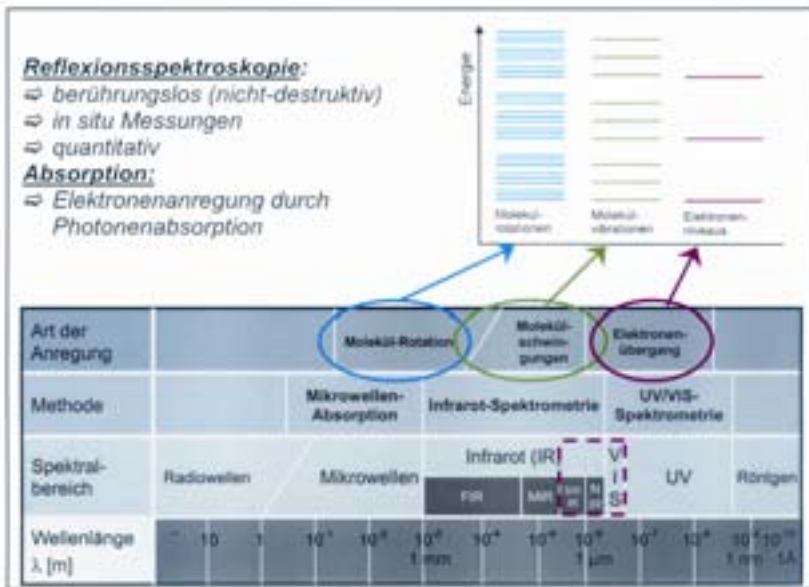 Reflexionsspektroskopie:
⇨ berührungslos (nicht-destruktiv)
⇨ in situ Messungen
⇨ quantitativ
Absorption:
⇨ Elektronenanregung durch
Photonenabsorption
Energie
Molekül-
rotationen
Molekül-
vibrationen
Elektronen-
niveaus
Art der
Anregung
Molekül-Rotation
Molekül-
schwin-
gungen
Elektronen-
übergang
Methode
Mikrowellen-
Absorption
Infrarot-Spektrometrie
UV/VIS-
Spektrometrie
Spektral-
bereich
Radiowellen
Mikrowellen
Infrarot (IR)
FIR
MIR
VIS
UV
Röntgen
Wellenlänge
λ [m]
10 1
1 mm
1 µm
1 nm
1Å